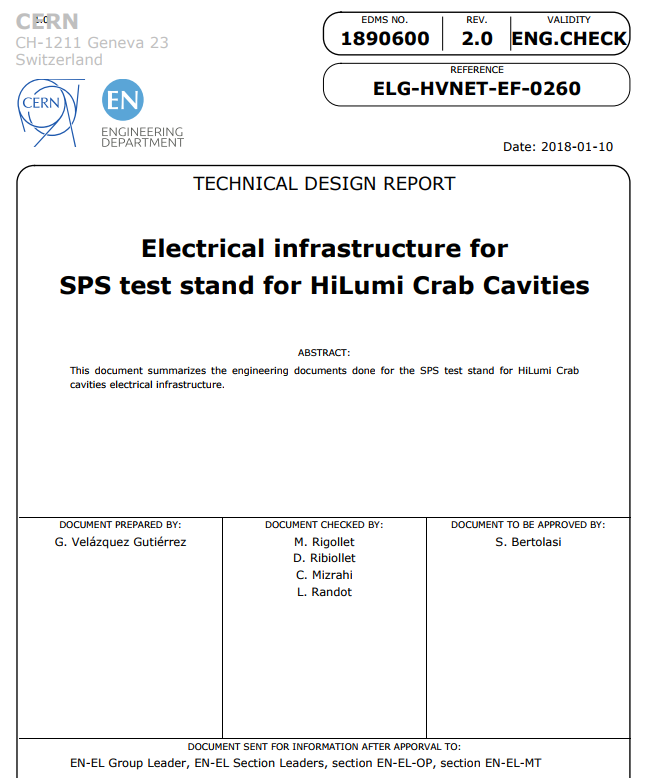 CERN
1.0
CH-1211 Geneva 23
Switzerland
EDMS NO. REV. VALIDITY
1890600 2.0 ENG.CHECK
REFERENCE
ELG-HVNET-EF-0260
CERN
EN
ENGINEERING
DEPARTMENT
Date: 2018-01-10
TECHNICAL DESIGN REPORT
Electrical infrastructure for
SPS test stand for HiLumi Crab Cavities
ABSTRACT:
This document summarizes the engineering documents done for the SPS test stand for HiLumi Crab
cavities electrical infrastructure.
DOCUMENT PREPARED BY:
G. Velázquez Gutiérrez
DOCUMENT CHECKED BY:
M. Rigollet
D. Ribiollet
C. Mizrahi
L. Randot
DOCUMENT TO BE APPROVED BY:
S. Bertolasi
DOCUMENT SENT FOR INFORMATION AFTER APPORVAL TO:
EN-EL Group Leader, EN-EL Section Leaders, section EN-EL-OP, section EN-EL-MT